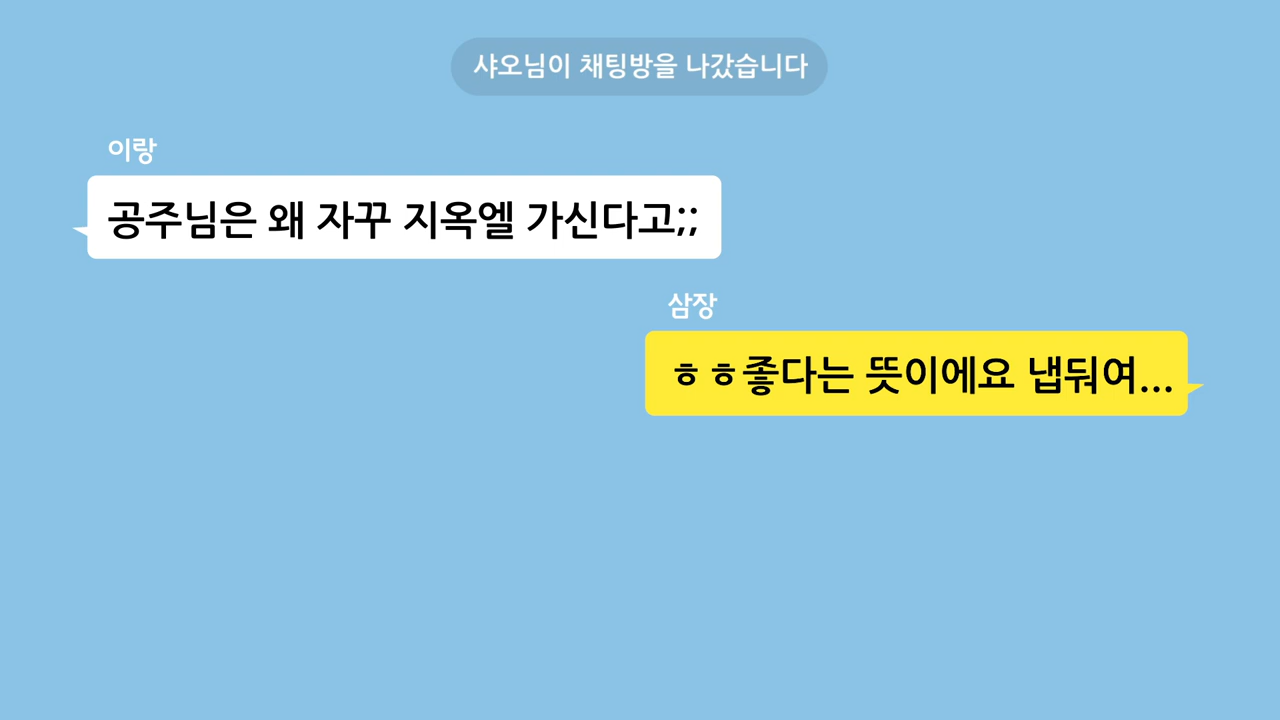 샤오님이 채팅방을 나갔습니다
이랑
공주님은 왜 자꾸 지옥엘 가신다고;;
삼장
ㅎㅎ좋다는 뜻이에요 냅둬여...